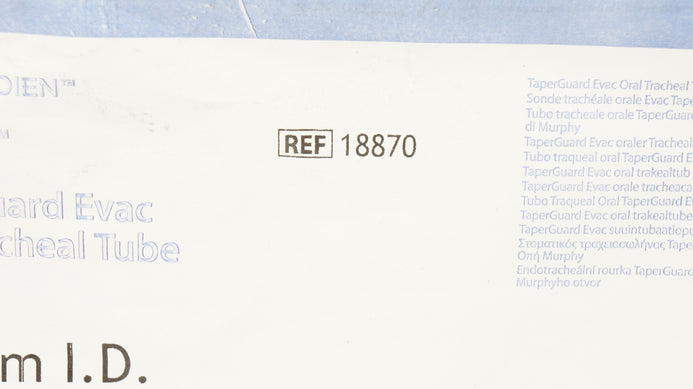 DIEN™
™
REF 18870
uard Evac
cheal Tube
m I.D.
TaperGuard Evac Oral Tracheal
Sonde trachéale orale Evac Tape
Tubo tracheale orale TaperGuard
di Murphy
TaperGuard Evac oraler Tracheal
Tubo traqueal oral TaperGuard E
TaperGuard Evac oral trakealtub
TaperGuard Evac orale tracheaca
Tubo Traqueal Oral TaperGuard Ev
TaperGuard Evac oral trakealtube
TaperGuard Evac suuintubaatiopu
Στοματικός τραχειοσωλήνας Tape
Οπή Murphy
Endotracheální rourka TaperGuard
Murphyho otvor